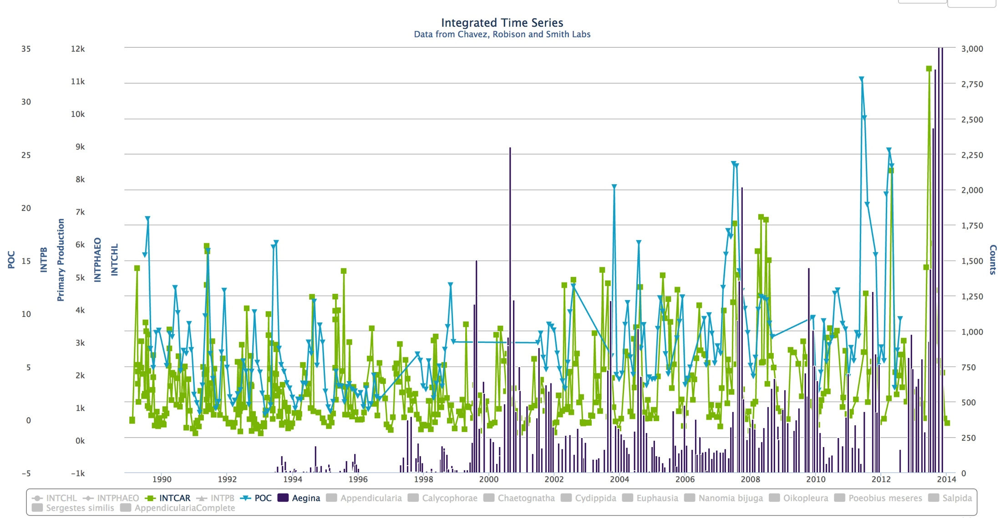 Integrated Time Series
Data from Chavez, Robison and Smith Labs
35
30
25
20
15
10
5
0
-5
POC
INTPB
12k
11k
10k
9k
8k
7k
6k
5k
4k
3k
2k
1k
0k
-1k
Primary Production
INTPHAEO
INTCHL
3,000
2,750
2,500
2,250
2,000
1,750
1,500
1,250
1,000
750
500
250
0
Counts
1990 1992 1994 1996 1998 2000 2002 2004 2006 2008 2010 2012 2014
INTCHL INTPHAEO INTCAR INTPB POC Aegina Appendicularia Calycophorae Chaetognatha Cydippida Euphausia Nanomia bijuga Oikopleura Poeobius meseres Salpida
Sergestes similis AppendiculariaComplete